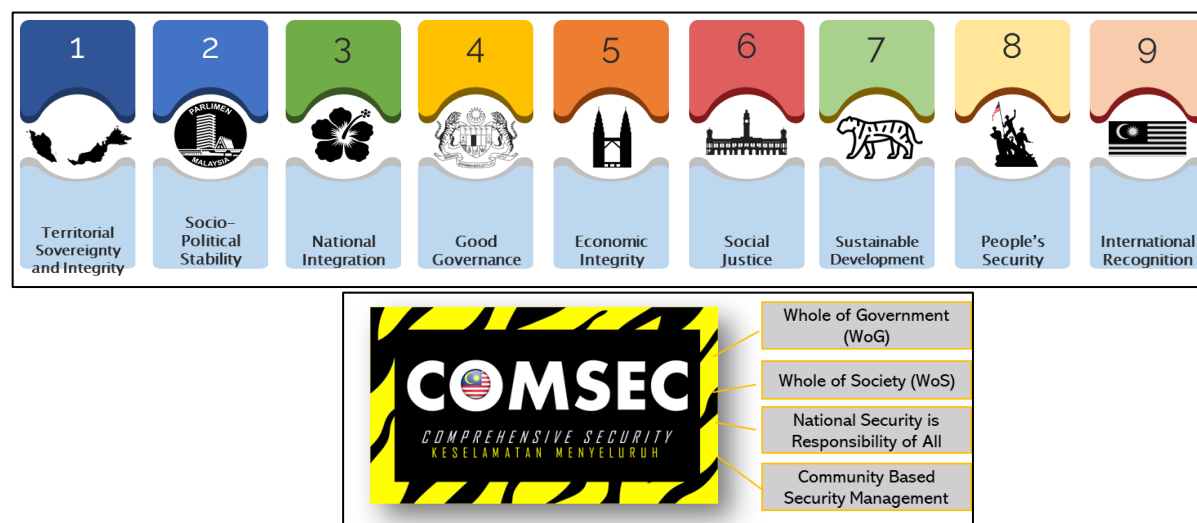 1
2
3
4
5
6
7
8
9
PARLIMEN
MALAYSIA
Territorial
Sovereignty
and Integrity
Socio-
Political
Stability
National
Integration
Good
Governance
Economic
Integrity
Social
Justice
Sustainable
Development
People's
Security
International
Recognition
COMSEC
COMPREHENSIVE SECURITY
KESELAMATAN MENYELURUH
Whole of Government
(WoG)
Whole of Society (WoS)
National Security is
Responsibility of All
Community Based
Security Management